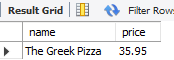 Result Grid Filter Rows
name price
The Greek Pizza 35.95